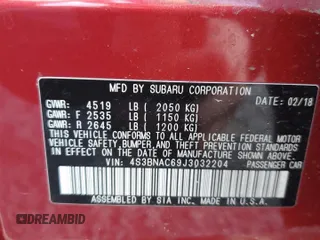 MFD BY SUBARU CORPORATION
DATE: 02/18
GVWR: 4519 LB ( 2050 KG)
GAWR: F 2535 LB ( 1150 KG)
GAWR: R 2645 LB ( 1200 KG)
THIS VEHICLE CONFORMS TO ALL APPLICABLE FEDERAL MOTOR
VEHICLE SAFETY, BUMPER, AND THEFT PREVENTION STANDARDS
IN EFFECT ON THE DATE OF MANUFACTURE SHOWN ABOVE.
VIN: 4S3BNAC69J3032204 PASSENGER CAR
ASSEMBLED BY SIA INC. IN U.S.A.
DREAMBID